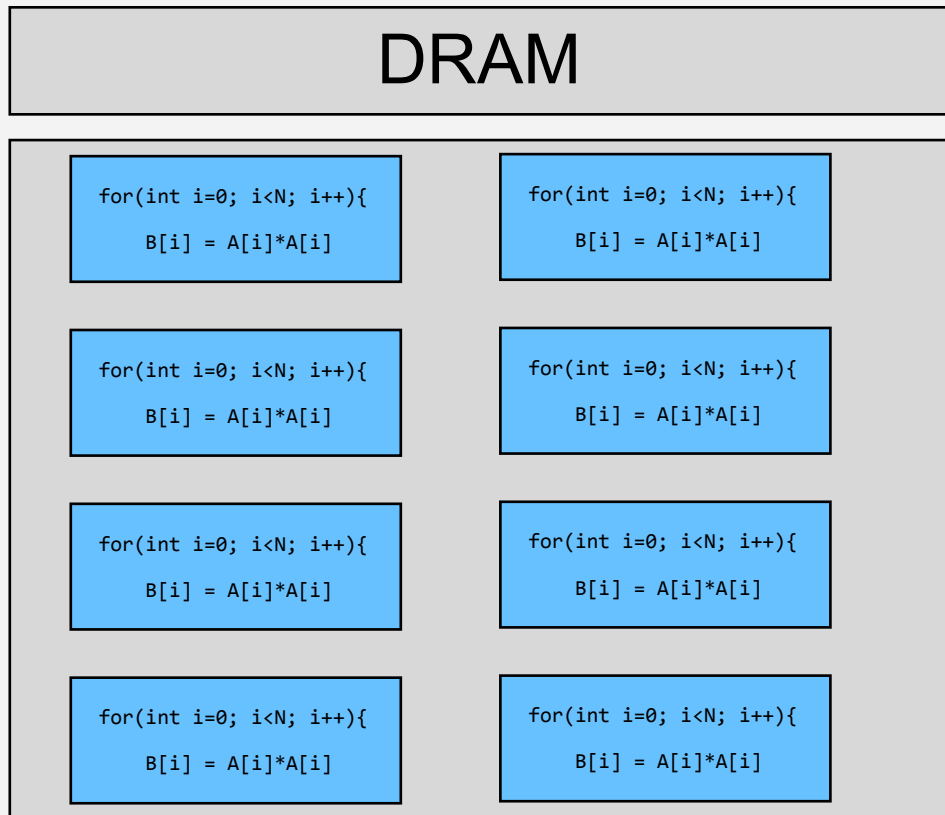 DRAM
for(int i=0; i<N; i++){
B[i] = A[i]*A[i]
for(int i=0; i<N; i++){
B[i] = A[i]*A[i]
for(int i=0; i<N; i++){
B[i] = A[i]*A[i]
for(int i=0; i<N; i++){
B[i] = A[i]*A[i]
for(int i=0; i<N; i++){
B[i] = A[i]*A[i]
for(int i=0; i<N; i++){
B[i] = A[i]*A[i]
for(int i=0; i<N; i++){
B[i] = A[i]*A[i]
for(int i=0; i<N; i++){
B[i] = A[i]*A[i]